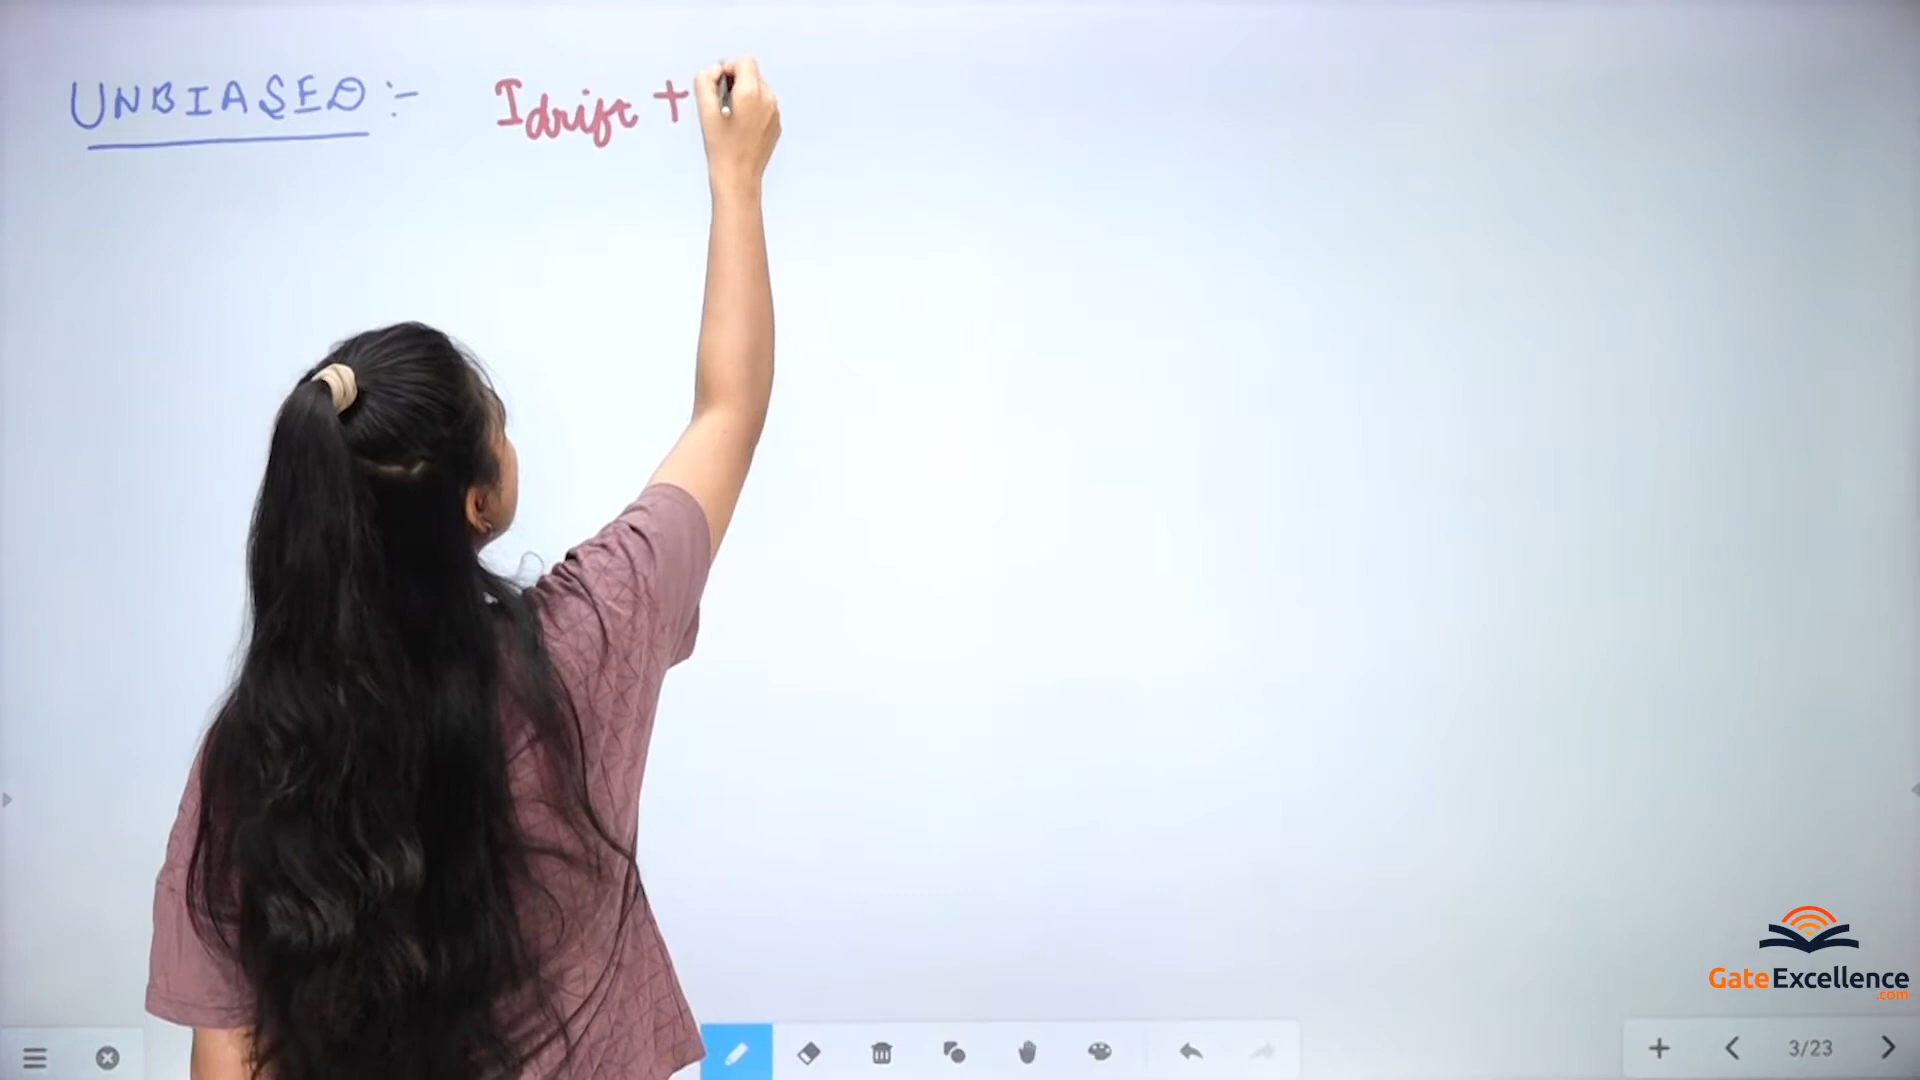 UNBIASED :- Idrift +
GateExcellence
.com
3/23